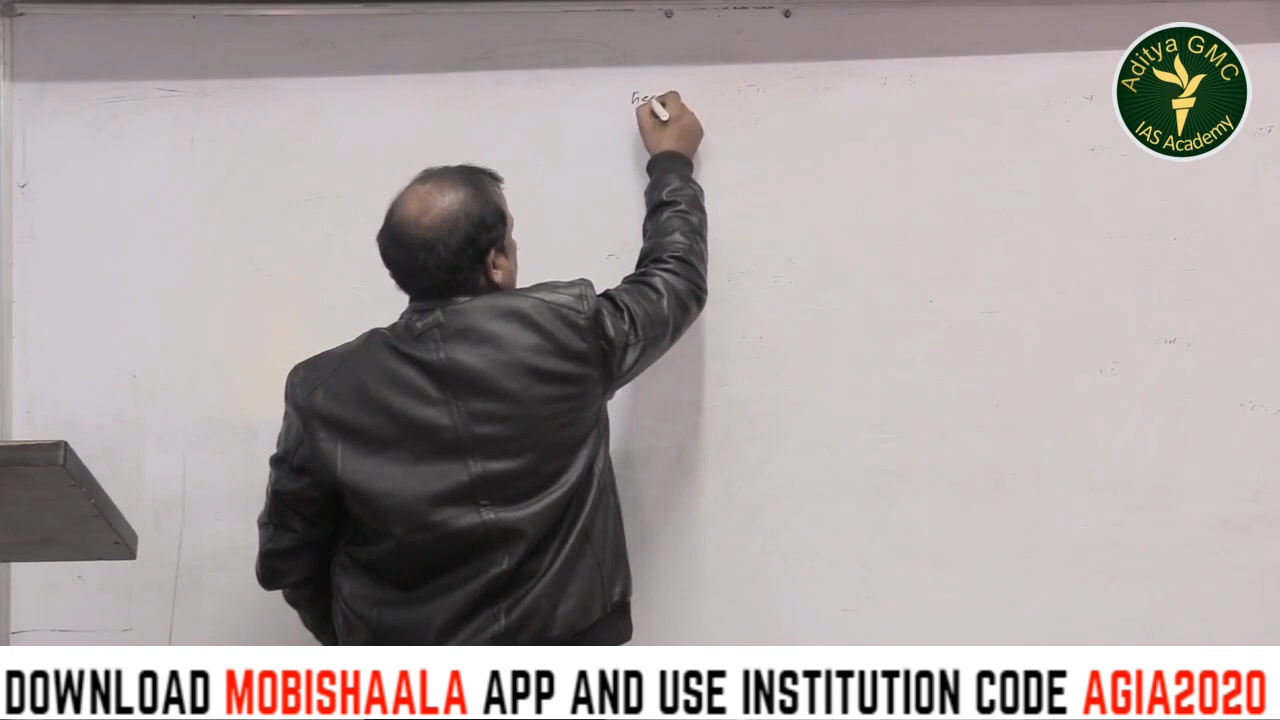 Aditya GMC
IAS Academy
DOWNLOAD MOBISHAALA APP AND USE INSTITUTION CODE AGIA2020